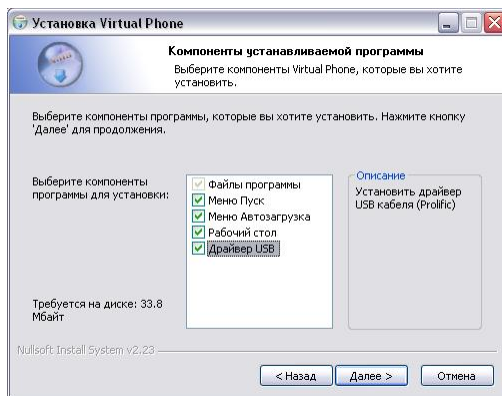 Установка Virtual Phone
Компоненты устанавливаемой программы
Выберите компоненты Virtual Phone, которые вы хотите
установить.
Выберите компоненты программы, которые вы хотите установить. Нажмите кнопку
'Далее' для продолжения.
Выберите компоненты
программы для установки:
Файлы программы
Меню Пуск
Меню Автозагрузка
Рабочий стол
Драйвер USB
Описание
Установить драйвер
USB кабеля (Prolific)
Требуется на диске: 33.8
Мбайт
Nullsoft Install System v2.23
< Назад
Далее >
Отмена